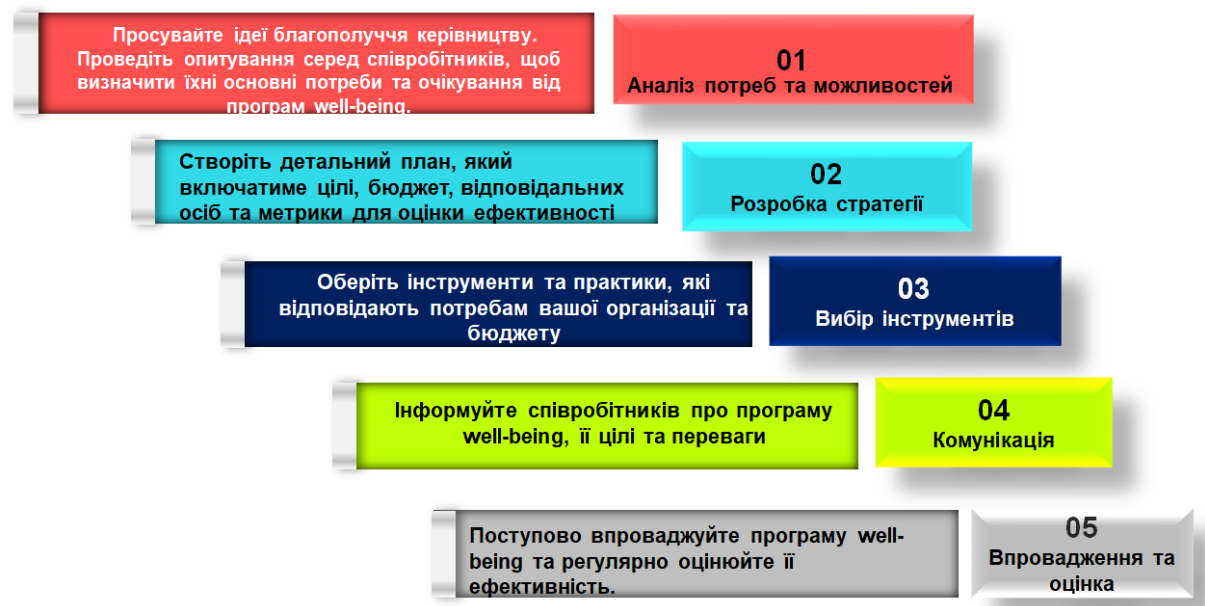 Просувайте ідеї благополуччя керівництву.
Проведіть опитування серед співробітників, щоб
визначити їхні основні потреби та очікування від
програм well-being.
01
Аналіз потреб та можливостей
Створіть детальний план, який
включатиме цілі, бюджет, відповідальних
осіб та метрики для оцінки ефективності
02
Розробка стратегії
Оберіть інструменти та практики, які
відповідають потребам вашої організації та
бюджету
03
Вибір інструментів
Інформуйте співробітників про програму
well-being, її цілі та переваги
04
Комунікація
Поступово впроваджуйте програму well-
being та регулярно оцінюйте її
ефективність.
05
Впровадження та
оцінка